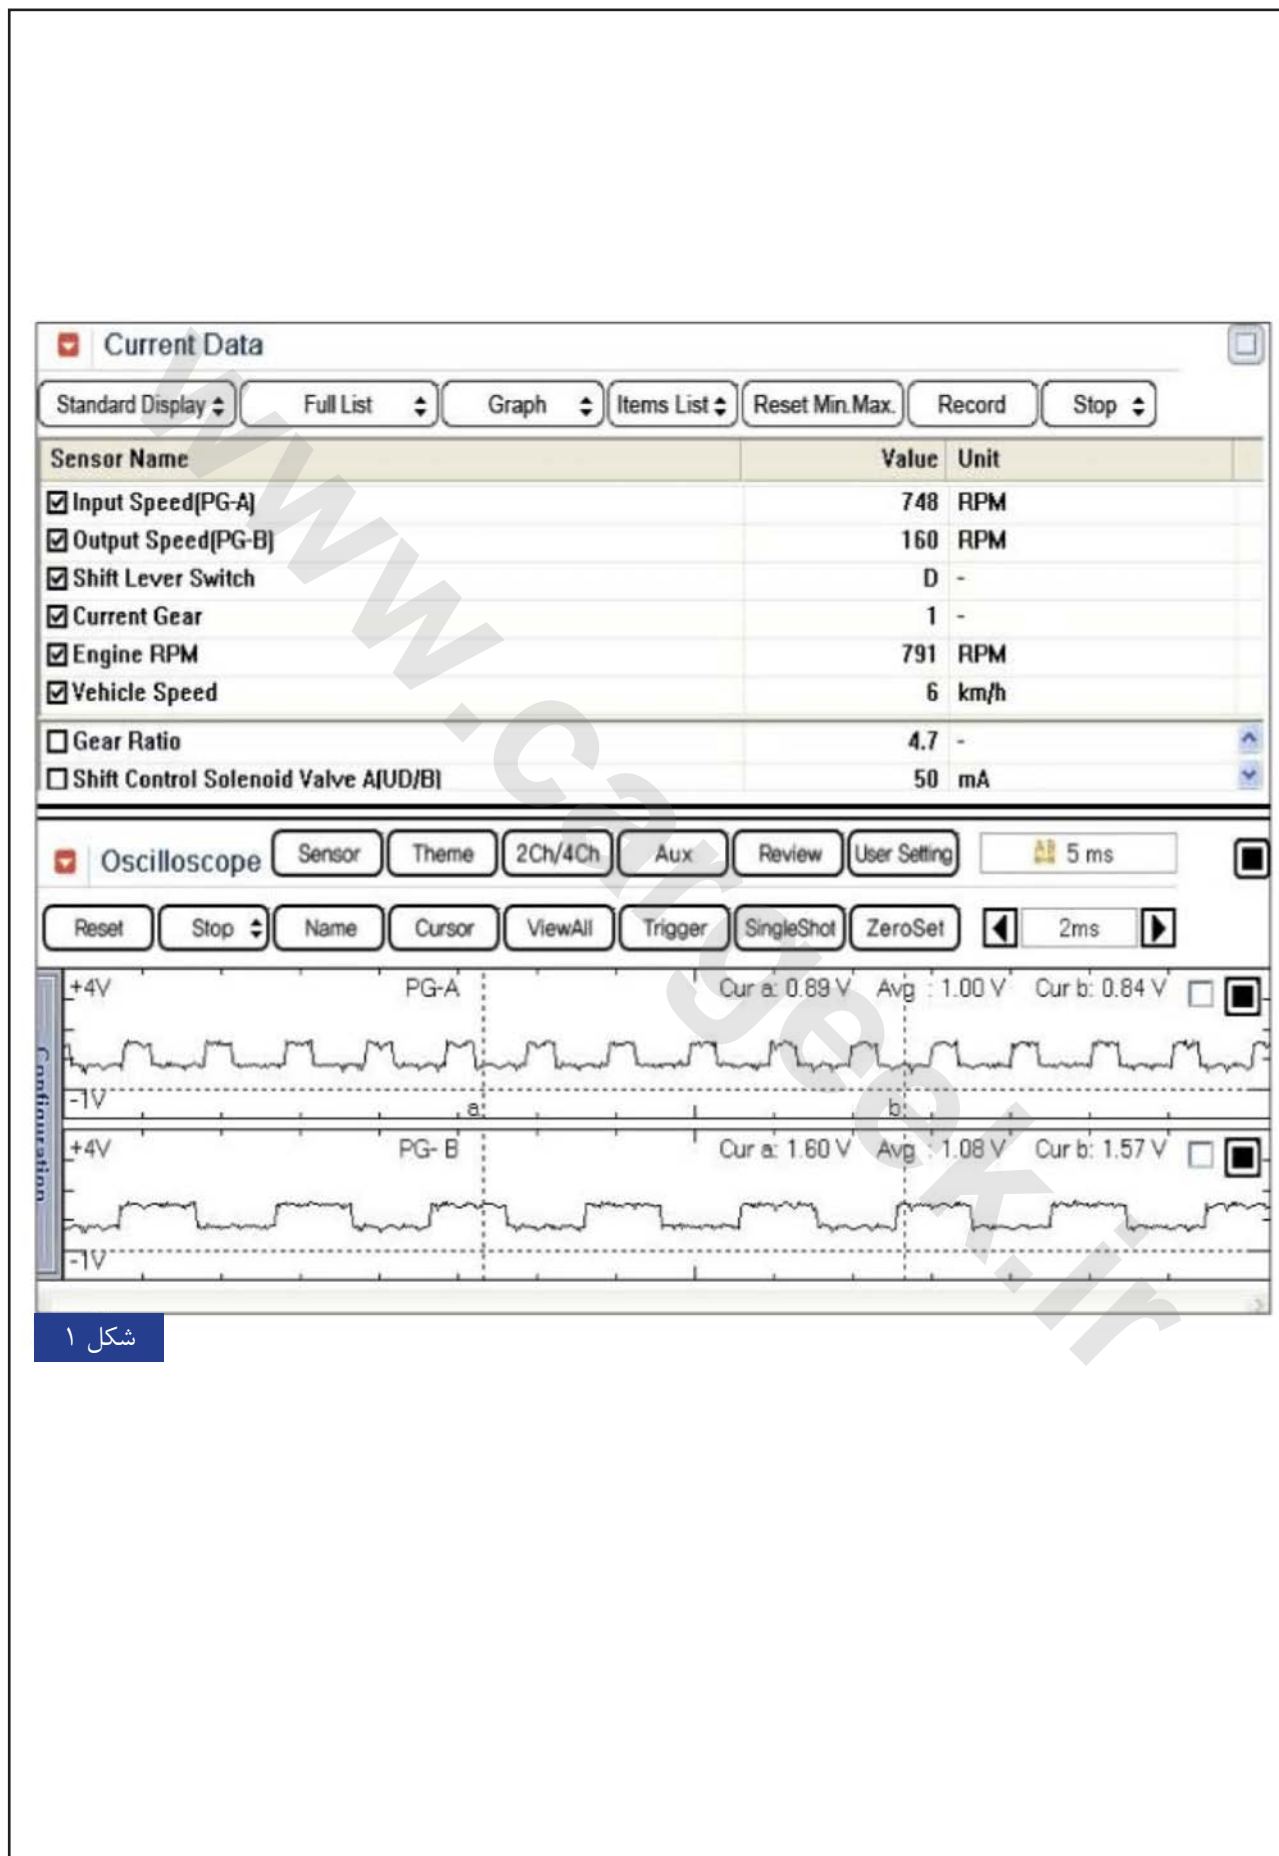 Current Data
Standard Display Full List Graph Items List Reset Min.Max. Record Stop
Sensor Name Value Unit
Input Speed(PG-A) 748 RPM
Output Speed(PG-B) 160 RPM
Shift Lever Switch D -
Current Gear 1 -
Engine RPM 791 RPM
Vehicle Speed 6 km/h
Gear Ratio 4.7 -
Shift Control Solenoid Valve A(UD/B) 50 mA
Oscilloscope Sensor Theme 2Ch/4Ch Aux Review User Setting AB 5 ms
Reset Stop Name Cursor ViewAll Trigger SingleShot ZeroSet 2ms
Configuration
+4V PG-A Cur a: 0.89 V Avg : 1.00 V Cur b: 0.84 V
-1V a b
+4V PG- B Cur a: 1.60 V Avg : 1.08 V Cur b: 1.57 V
-1V
شکل ۱
www.cargeek.ir